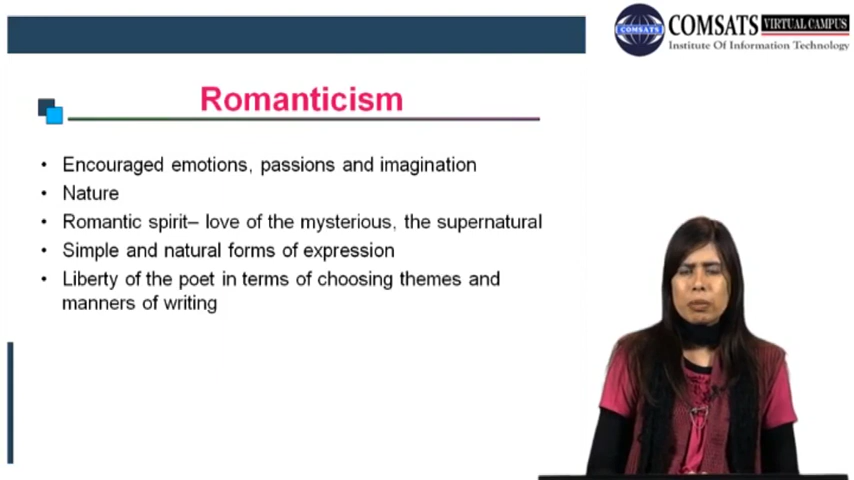 COMSATS VIRTUAL CAMPUS
COMSATS
Institute Of Information Technology
Romanticism
• Encouraged emotions, passions and imagination
• Nature
• Romantic spirit– love of the mysterious, the supernatural
• Simple and natural forms of expression
• Liberty of the poet in terms of choosing themes and
manners of writing